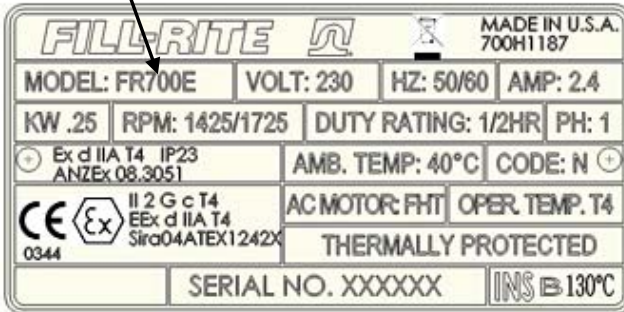 FILL-RITE MADE IN U.S.A.
700H1187
MODEL: FR700E VOLT: 230 HZ: 50/60 AMP: 2.4
KW .25 RPM: 1425/1725 DUTY RATING: 1/2HR PH: 1
Ex d IIA T4 IP23
ANZEx 08.3051
AMB. TEMP: 40°C CODE: N
CE Ex
0344
II 2 G c T4
EEx d IIA T4
Sira04ATEX1242X
AC MOTOR: FHT OPER. TEMP. T4
THERMALLY PROTECTED
SERIAL NO. XXXXXX INS B 130°C